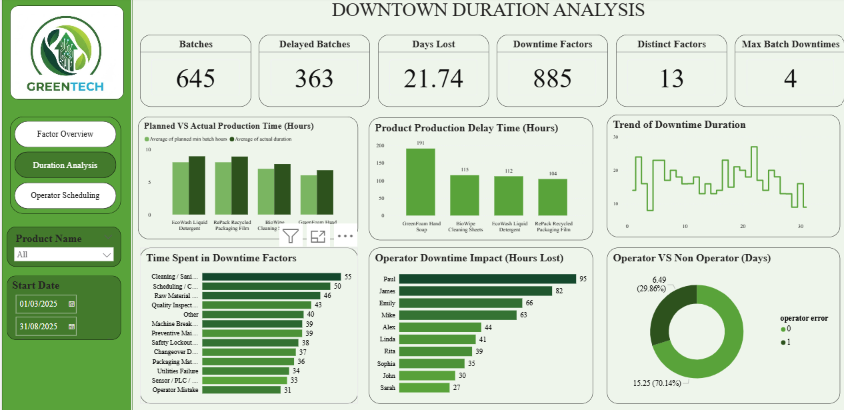 DOWNTOWN DURATION ANALYSIS
GREENTECH
Factor Overview
Duration Analysis
Operator Scheduling
Product Name
All
Start Date
01/03/2025
31/08/2025
Batches
645
Delayed Batches
363
Days Lost
21.74
Downtime Factors
885
Distinct Factors
13
Max Batch Downtimes
4
Planned VS Actual Production Time (Hours)
Average of planned min batch hours
Average of actual duration
10
5
0
EcoWash Liquid
Detergent
RePack Recycled
Packaging Film
BioWipe
Cleaning S
GreenFoam Hand
Product Production Delay Time (Hours)
200
150
100
50
0
191
115
112
104
GreenFoam Hand
Soap
BioWipe
Cleaning Sheets
EcoWash Liquid
Detergent
RePack Recycled
Packaging Film
Trend of Downtime Duration
30
20
10
0
10
20
30
Time Spent in Downtime Factors
Cleaning / Sani... 55
Scheduling / C... 50
Raw Material ... 46
Quality Inspect... 43
Other 40
Machine Break... 39
Preventive Mai... 39
Safety Lockout... 38
Changeover D... 37
Packaging Mat... 36
Utilities Failure 34
Sensor / PLC / ... 33
Operator Mistake 31
Operator Downtime Impact (Hours Lost)
Paul 95
James 82
Emily 66
Mike 63
Alex 44
Linda 41
Rita 39
Sophia 35
John 30
Sarah 27
Operator VS Non Operator (Days)
6.49
(29.86%)
15.25 (70.14%)
operator error
0
1